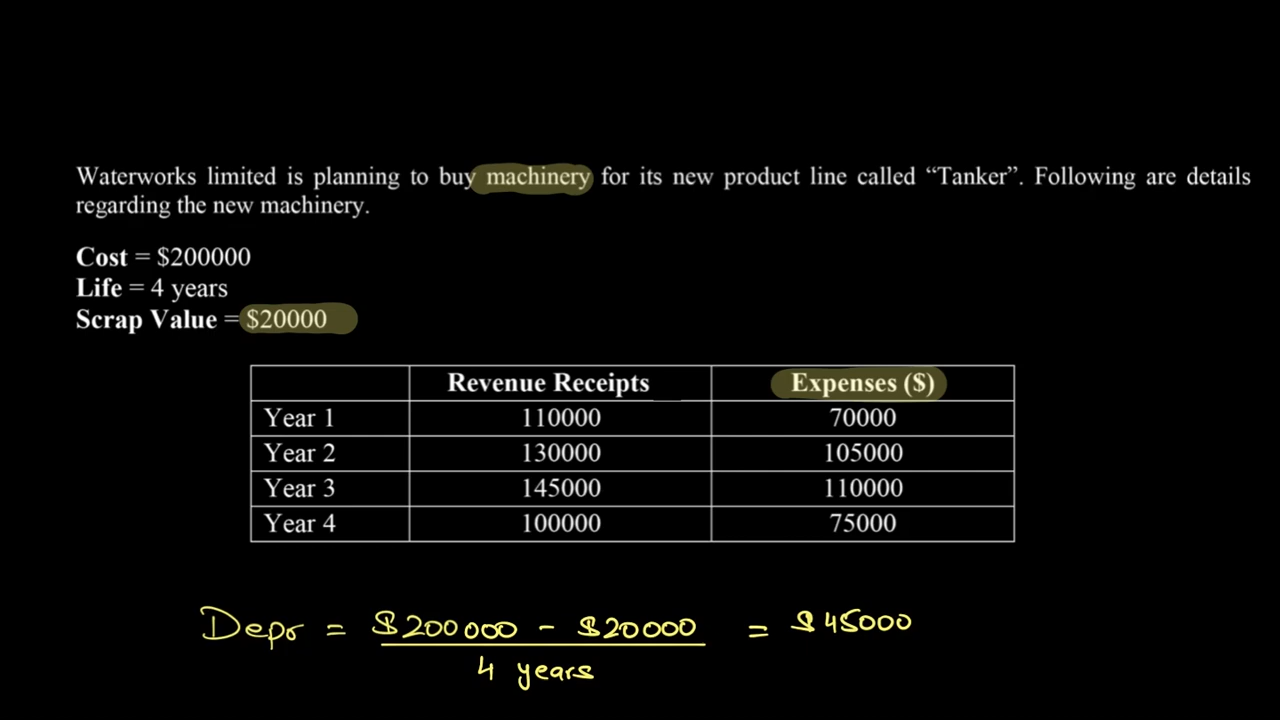 Waterworks limited is planning to buy machinery for its new product line called “Tanker”. Following are details
regarding the new machinery.
Cost = $200000
Life = 4 years
Scrap Value = $20000
Revenue Receipts Expenses ($)
Year 1 110000 70000
Year 2 130000 105000
Year 3 145000 110000
Year 4 100000 75000
Depr = $200000 - $20000 = $45000
4 years